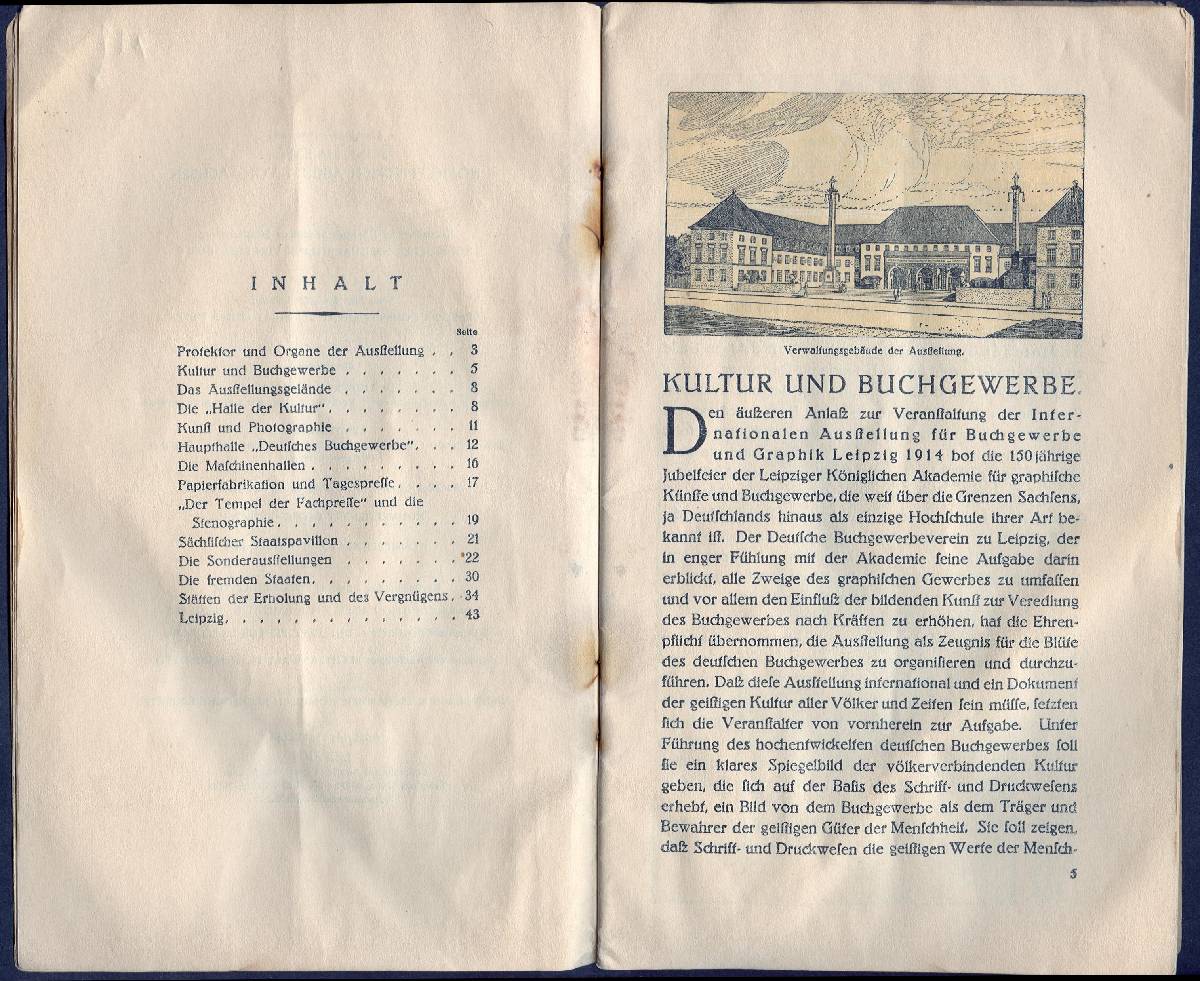 INHALT
Seite
Protektor und Organe der Ausſtellung . . 3
Kultur und Buchgewerbe . . . . . . . 5
Das Ausſtellungsgelände . . . . . . . 8
Die „Halle der Kultur“. . . . . . . . 8
Kunſt und Photographie . . . . . . . 11
Haupthalle „Deutſches Buchgewerbe“. . . 12
Die Maſchinenhallen . . . . . . . . . 16
Papierfabrikation und Tagespreſſe. . . . . 17
„Der Tempel der Fachpreſſe“ und die
Stenographie. . . . . . . . . . . 19
Sächſiſcher Staatspavillon . . . . . . . 21
Die Sonderausſtellungen . . . . . . . 22
Die fremden Staaten. . . . . . . . . 30
Stätten der Erholung und des Vergnügens. . 34
Leipzig. . . . . . . . . . . . . . 43
Verwaltungsgebäude der Ausſtellung.
KULTUR UND BUCHGEWERBE.
Den äußeren Anlaß zur Veranſtaltung der Inter-
nationalen Ausſtellung für Buchgewerbe
und Graphik Leipzig 1914 bot die 150jährige
Jubelfeier der Leipziger Königlichen Akademie für graphiſche
Künſte und Buchgewerbe, die weit über die Grenzen Sachſens,
ja Deutſchlands hinaus als einzige Hochſchule ihrer Art be-
kannt iſt. Der Deutſche Buchgewerbeverein zu Leipzig, der
in enger Fühlung mit der Akademie ſeine Aufgabe darin
erblickt, alle Zweige des graphiſchen Gewerbes zu umfaſſen
und vor allem den Einfluß der bildenden Kunſt zur Veredlung
des Buchgewerbes nach Kräften zu erhöhen, hat die Ehren-
pflicht übernommen, die Ausſtellung als Zeugnis für die Blüte
des deutſchen Buchgewerbes zu organiſieren und durchzu-
führen. Daß dieſe Ausſtellung international und ein Dokument
der geiſtigen Kultur aller Völker und Zeiten ſein müſſe, ſetzten
ſich die Veranſtalter von vornherein zur Aufgabe. Unter
Führung des hochentwickelten deutſchen Buchgewerbes ſoll
ſie ein klares Spiegelbild der völkerverbindenden Kultur
geben, die ſich auf der Baſis des Schrift- und Druckweſens
erhebt, ein Bild von dem Buchgewerbe als dem Träger und
Bewahrer der geiſtigen Güter der Menſchheit. Sie ſoll zeigen,
daß Schrift- und Druckweſen die geiſtigen Werte der Menſch-
5